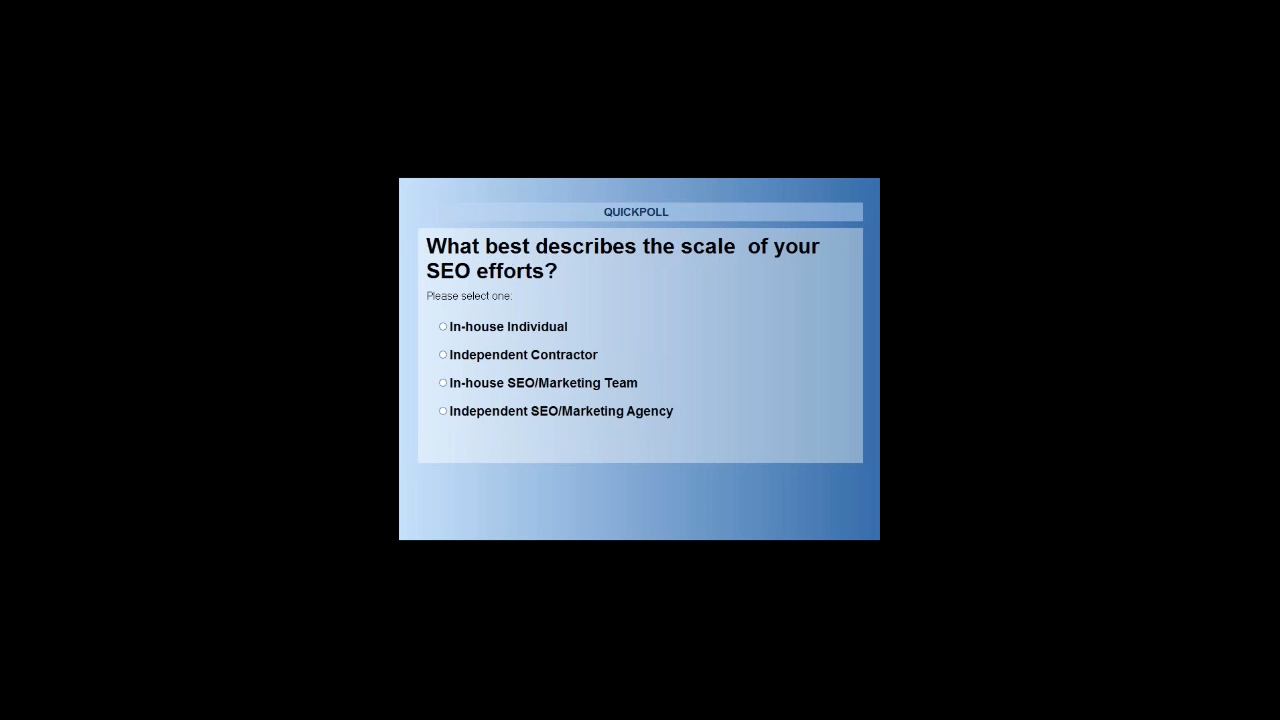 QUICKPOLL
What best describes the scale  of your
SEO efforts?
Please select one:
In-house Individual
Independent Contractor
In-house SEO/Marketing Team
Independent SEO/Marketing Agency